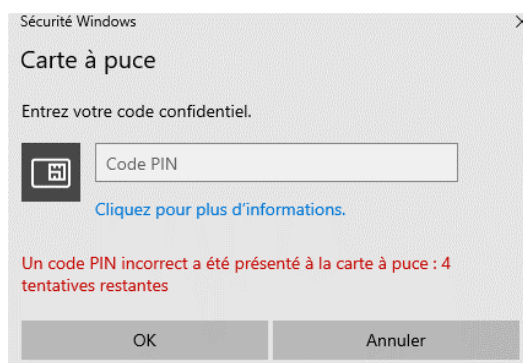 Sécurité Windows
Carte à puce
Entrez votre code confidentiel.
Code PIN
Cliquez pour plus d'informations.
Un code PIN incorrect a été présenté à la carte à puce : 4
tentatives restantes
OK
Annuler